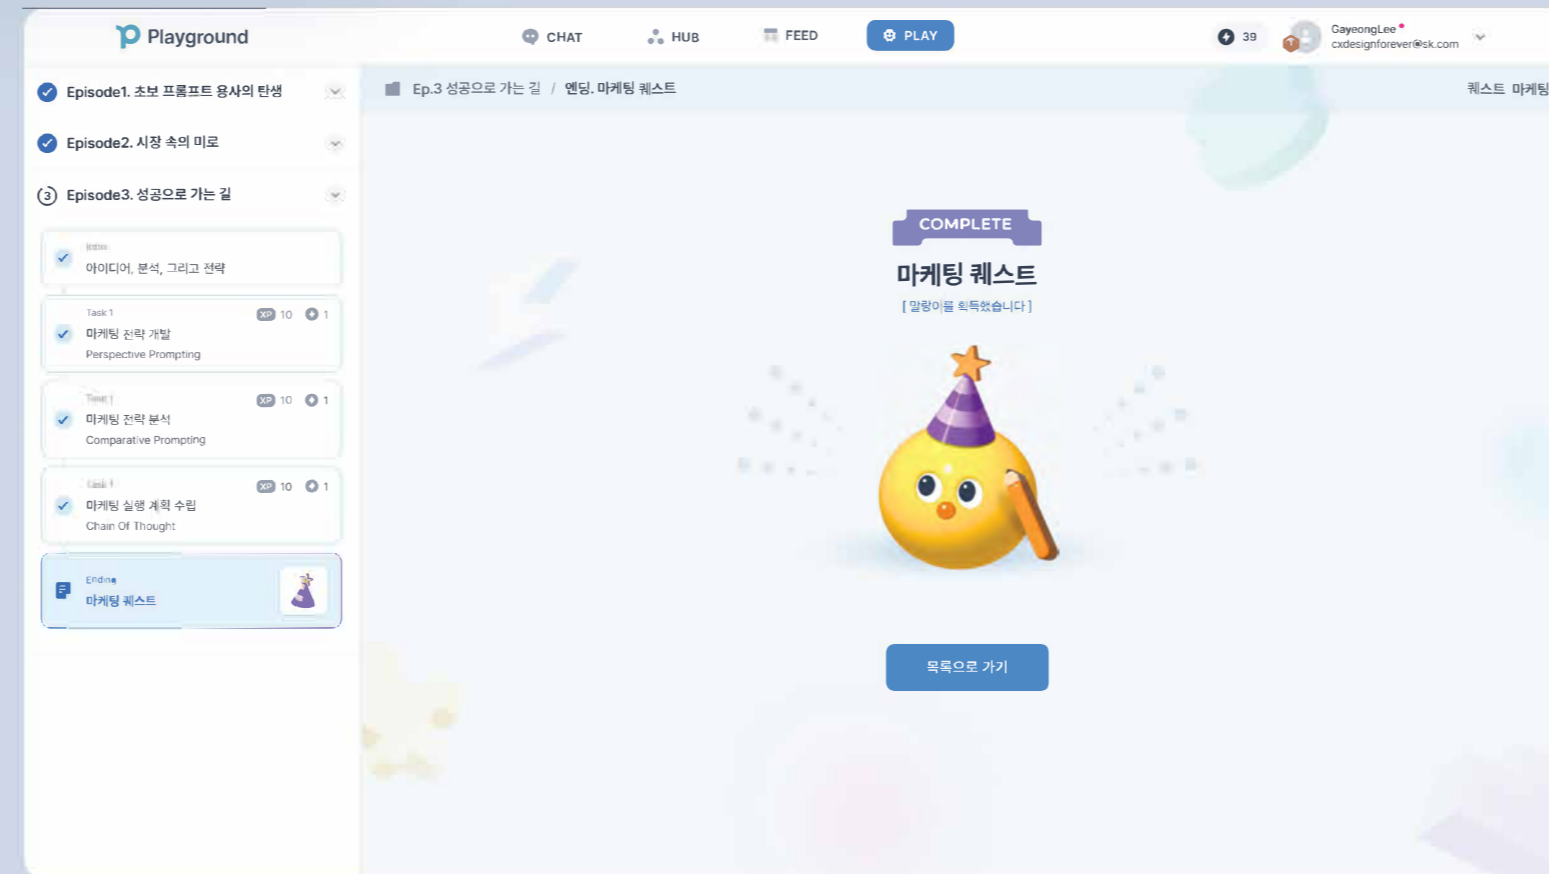 Playground
CHAT
HUB
FEED
PLAY
39
GayeongLee
cxdesignforever@sk.com
Episode1. 초보 프롬프트 용사의 탄생
Episode2. 시장 속의 미로
3 Episode3. 성공으로 가는 길
아이디어, 분석, 그리고 전략
Task 1
XP 10 1
마케팅 전략 개발
Perspective Prompting
XP 10 1
마케팅 전략 분석
Comparative Prompting
XP 10 1
마케팅 실행 계획 수립
Chain Of Thought
Ending
마케팅 퀘스트
Ep.3 성공으로 가는 길 / 엔딩. 마케팅 퀘스트
퀘스트 마케팅
COMPLETE
마케팅 퀘스트
[ 말랑이를 획득했습니다 ]
목록으로 가기